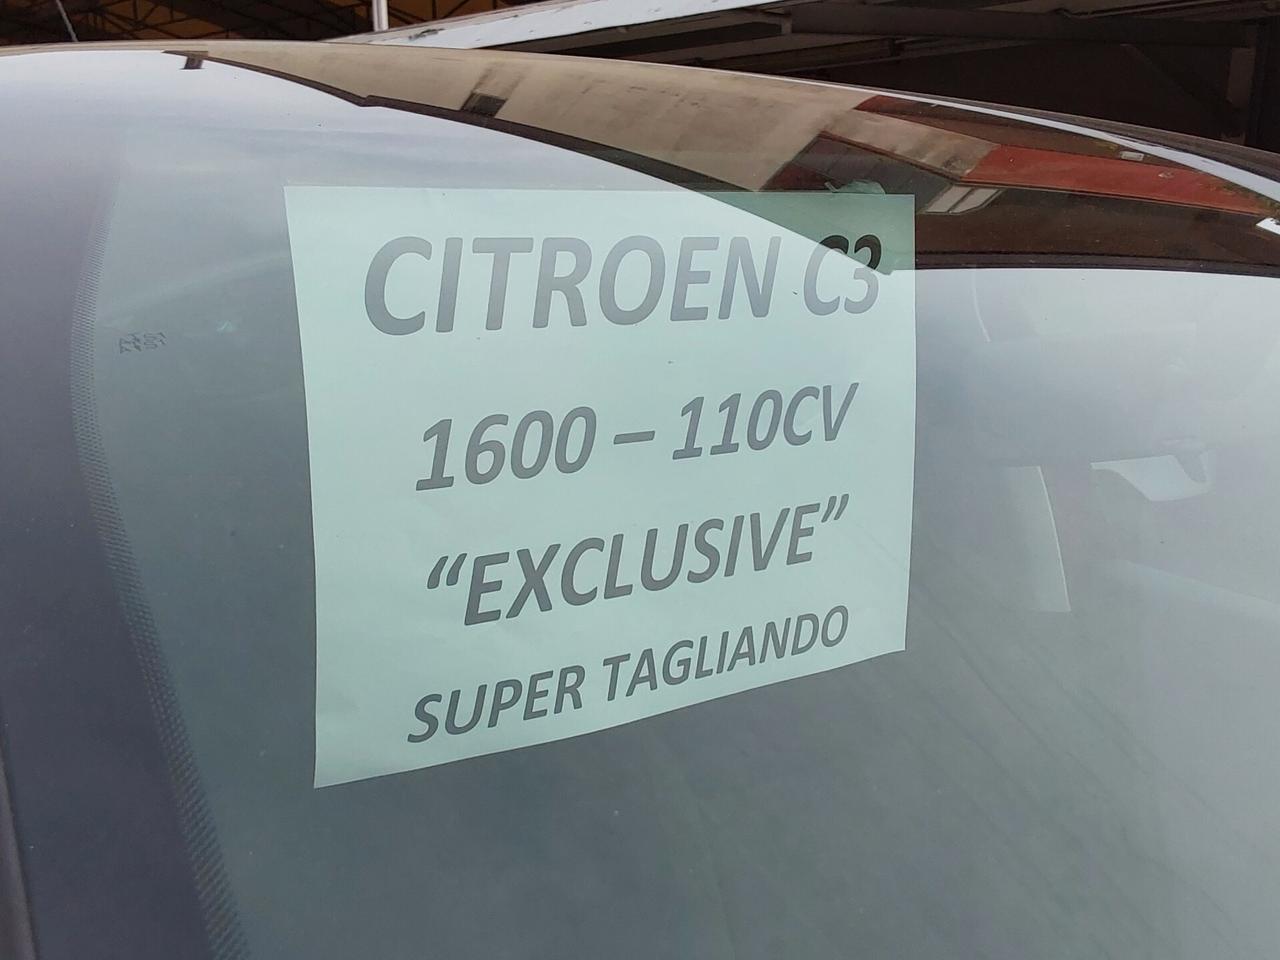 CITROEN C3
1600 – 110CV
“EXCLUSIVE”
SUPER TAGLIANDO